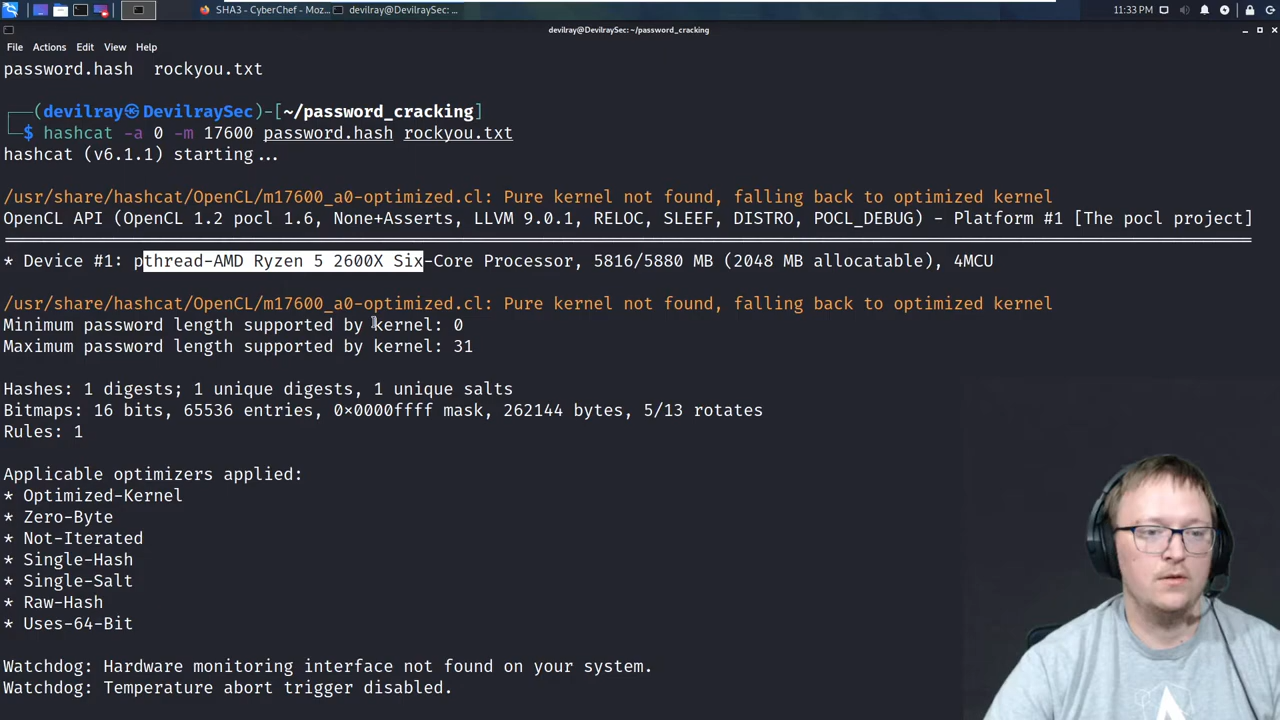 SHA3 - CyberChef - Moz...
devilray@DevilraySec: ~...
11:33 PM
devilray@DevilraySec: ~/password_cracking
File Actions Edit View Help
password.hash rockyou.txt
(devilray㉿DevilraySec)-[~/password_cracking]
$ hashcat -a 0 -m 17600 password.hash rockyou.txt
hashcat (v6.1.1) starting...
/usr/share/hashcat/OpenCL/m17600_a0-optimized.cl: Pure kernel not found, falling back to optimized kernel
OpenCL API (OpenCL 1.2 pocl 1.6, None+Asserts, LLVM 9.0.1, RELOC, SLEEF, DISTRO, POCL_DEBUG) - Platform #1 [The pocl project]
* Device #1: pthread-AMD Ryzen 5 2600X Six-Core Processor, 5816/5880 MB (2048 MB allocatable), 4MCU
/usr/share/hashcat/OpenCL/m17600_a0-optimized.cl: Pure kernel not found, falling back to optimized kernel
Minimum password length supported by kernel: 0
Maximum password length supported by kernel: 31
Hashes: 1 digests; 1 unique digests, 1 unique salts
Bitmaps: 16 bits, 65536 entries, 0x0000ffff mask, 262144 bytes, 5/13 rotates
Rules: 1
Applicable optimizers applied:
* Optimized-Kernel
* Zero-Byte
* Not-Iterated
* Single-Hash
* Single-Salt
* Raw-Hash
* Uses-64-Bit
Watchdog: Hardware monitoring interface not found on your system.
Watchdog: Temperature abort trigger disabled.